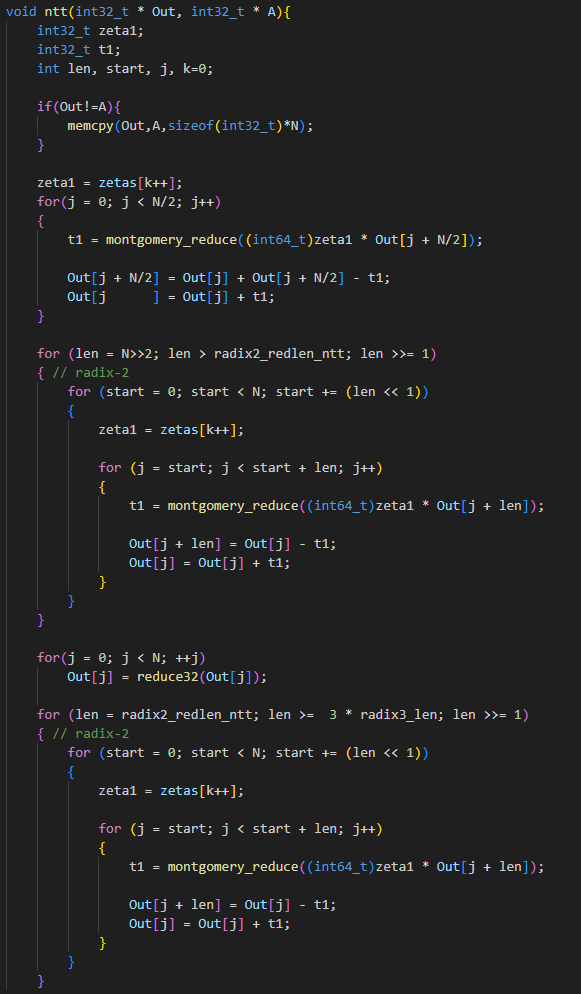 void ntt(int32_t * Out, int32_t * A){
    int32_t zeta1;
    int32_t t1;
    int len, start, j, k=0;

    if(Out!=A){
        memcpy(Out,A,sizeof(int32_t)*N);
    }

    zeta1 = zetas[k++];
    for(j = 0; j < N/2; j++)
    {
        t1 = montgomery_reduce((int64_t)zeta1 * Out[j + N/2]);

        Out[j + N/2] = Out[j] + Out[j + N/2] - t1;
        Out[j      ] = Out[j] + t1;
    }

    for (len = N>>2; len > radix2_redlen_ntt; len >>= 1)
    { // radix-2
        for (start = 0; start < N; start += (len << 1))
        {
            zeta1 = zetas[k++];

            for (j = start; j < start + len; j++)
            {
                t1 = montgomery_reduce((int64_t)zeta1 * Out[j + len]);

                Out[j + len] = Out[j] - t1;
                Out[j] = Out[j] + t1;
            }
        }
    }

    for(j = 0; j < N; ++j)
        Out[j] = reduce32(Out[j]);

    for (len = radix2_redlen_ntt; len >=  3 * radix3_len; len >>= 1)
    { // radix-2
        for (start = 0; start < N; start += (len << 1))
        {
            zeta1 = zetas[k++];

            for (j = start; j < start + len; j++)
            {
                t1 = montgomery_reduce((int64_t)zeta1 * Out[j + len]);

                Out[j + len] = Out[j] - t1;
                Out[j] = Out[j] + t1;
            }
        }
    }